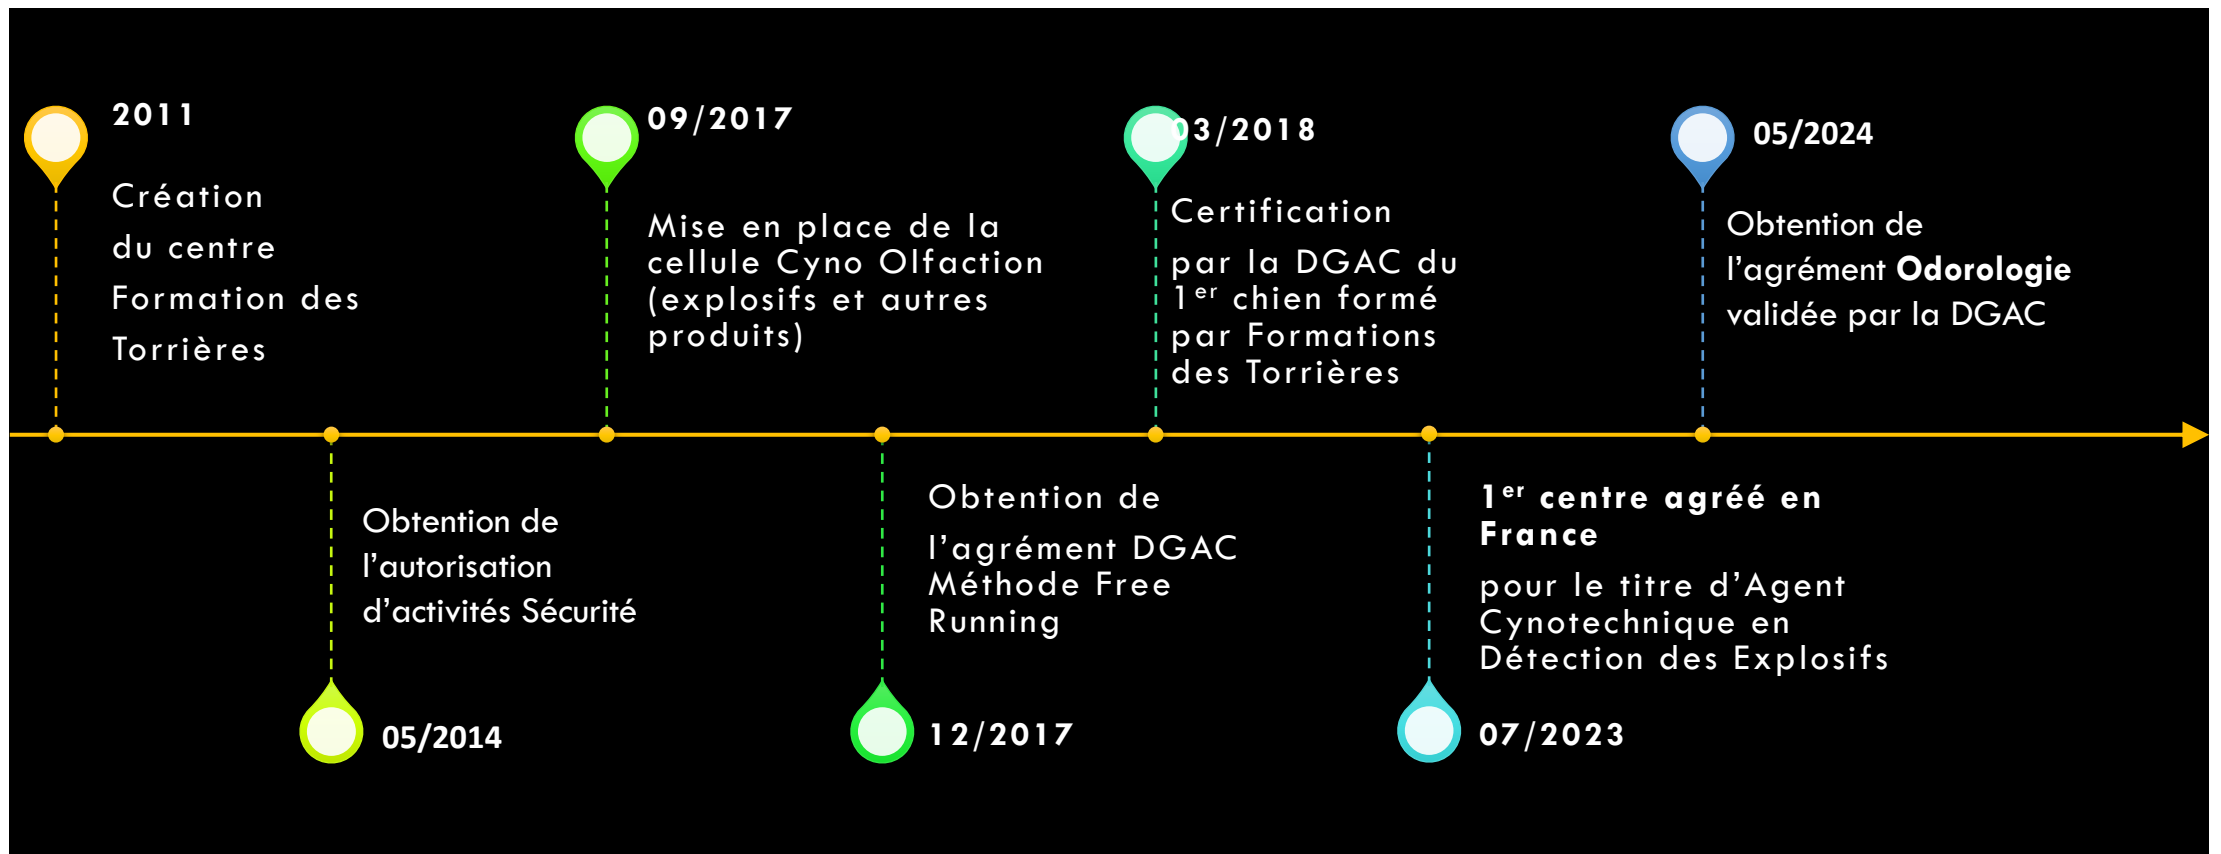 2011
Création
du centre
Formation des
Torrières
09/2017
Mise en place de la
cellule Cyno Olfaction
(explosifs et autres
produits)
03/2018
Certification
par la DGAC du
1er chien formé
par Formations
des Torrières
05/2024
Obtention de
l’agrément Odorologie
validée par la DGAC
Obtention de
l’autorisation
d’activités Sécurité
05/2014
Obtention de
l’agrément DGAC
Méthode Free
Running
12/2017
1er centre agréé en
France
pour le titre d’Agent
Cynotechnique en
Détection des Explosifs
07/2023